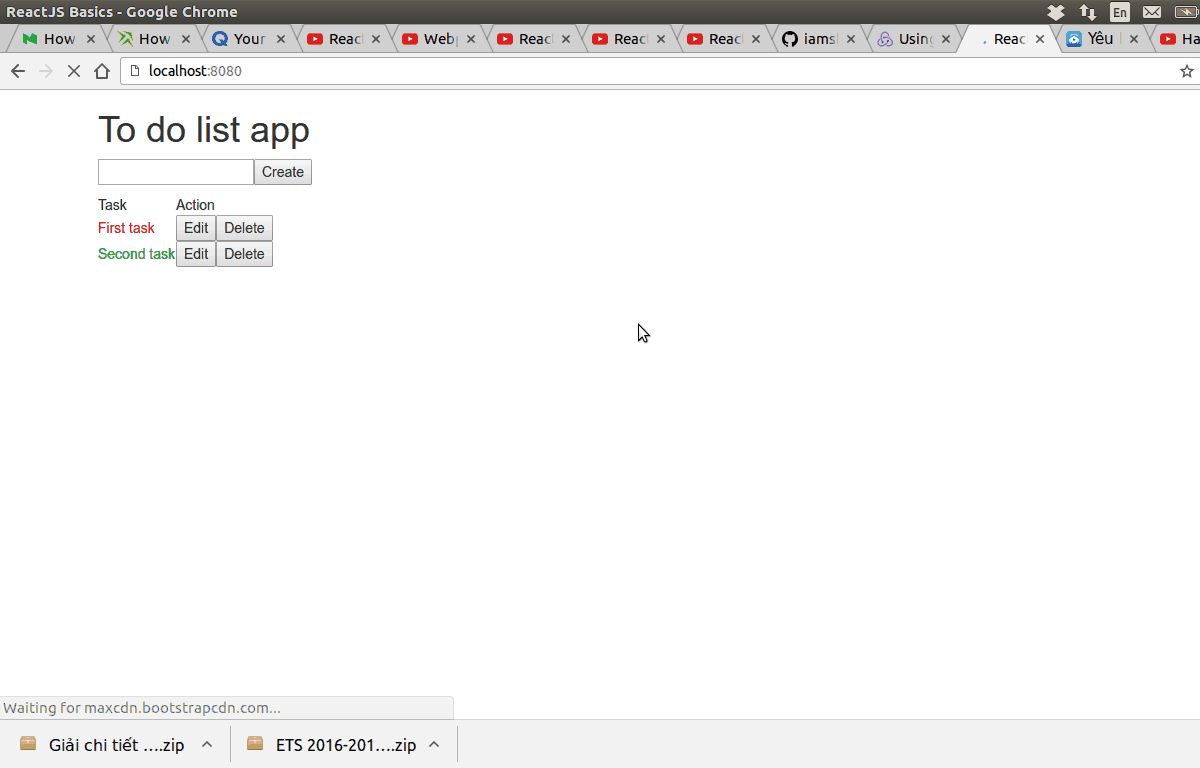 ReactJS Basics - Google Chrome
En
How
How
Your
Reac
Web
Reac
Reac
Reac
iams
Using
Reac
Yêu
Ha
localhost:8080
To do list app
Create
Task Action
First task Edit Delete
Second task Edit Delete
Waiting for maxcdn.bootstrapcdn.com...
Giải chi tiết ….zip
ETS 2016-201….zip